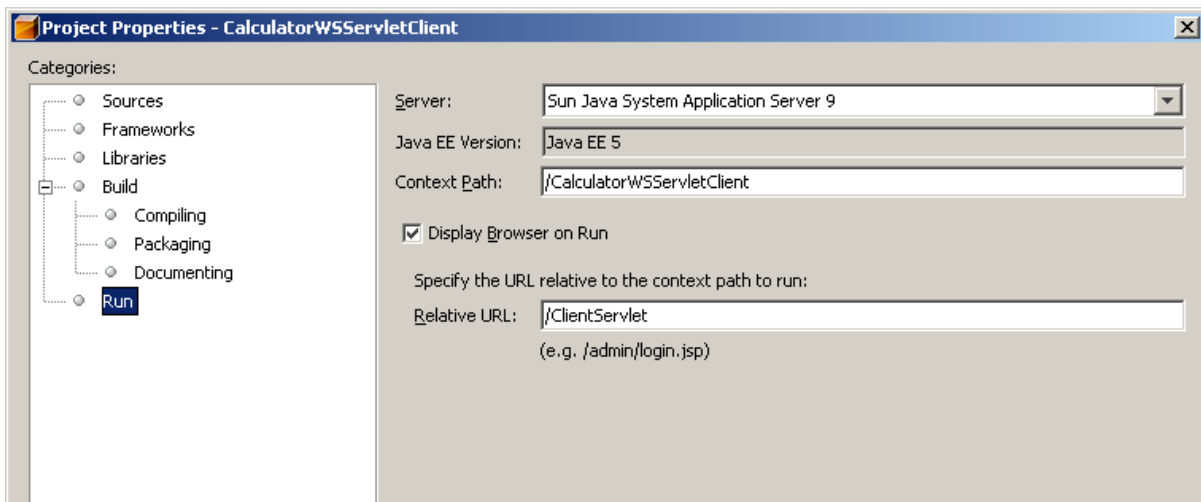 Project Properties - CalculatorWSServletClient
Categories:
Sources
Frameworks
Libraries
Build
Compiling
Packaging
Documenting
Run
Server: Sun Java System Application Server 9
Java EE Version: Java EE 5
Context Path: /CalculatorWSServletClient
Display Browser on Run
Specify the URL relative to the context path to run:
Relative URL: /ClientServlet
(e.g. /admin/login.jsp)